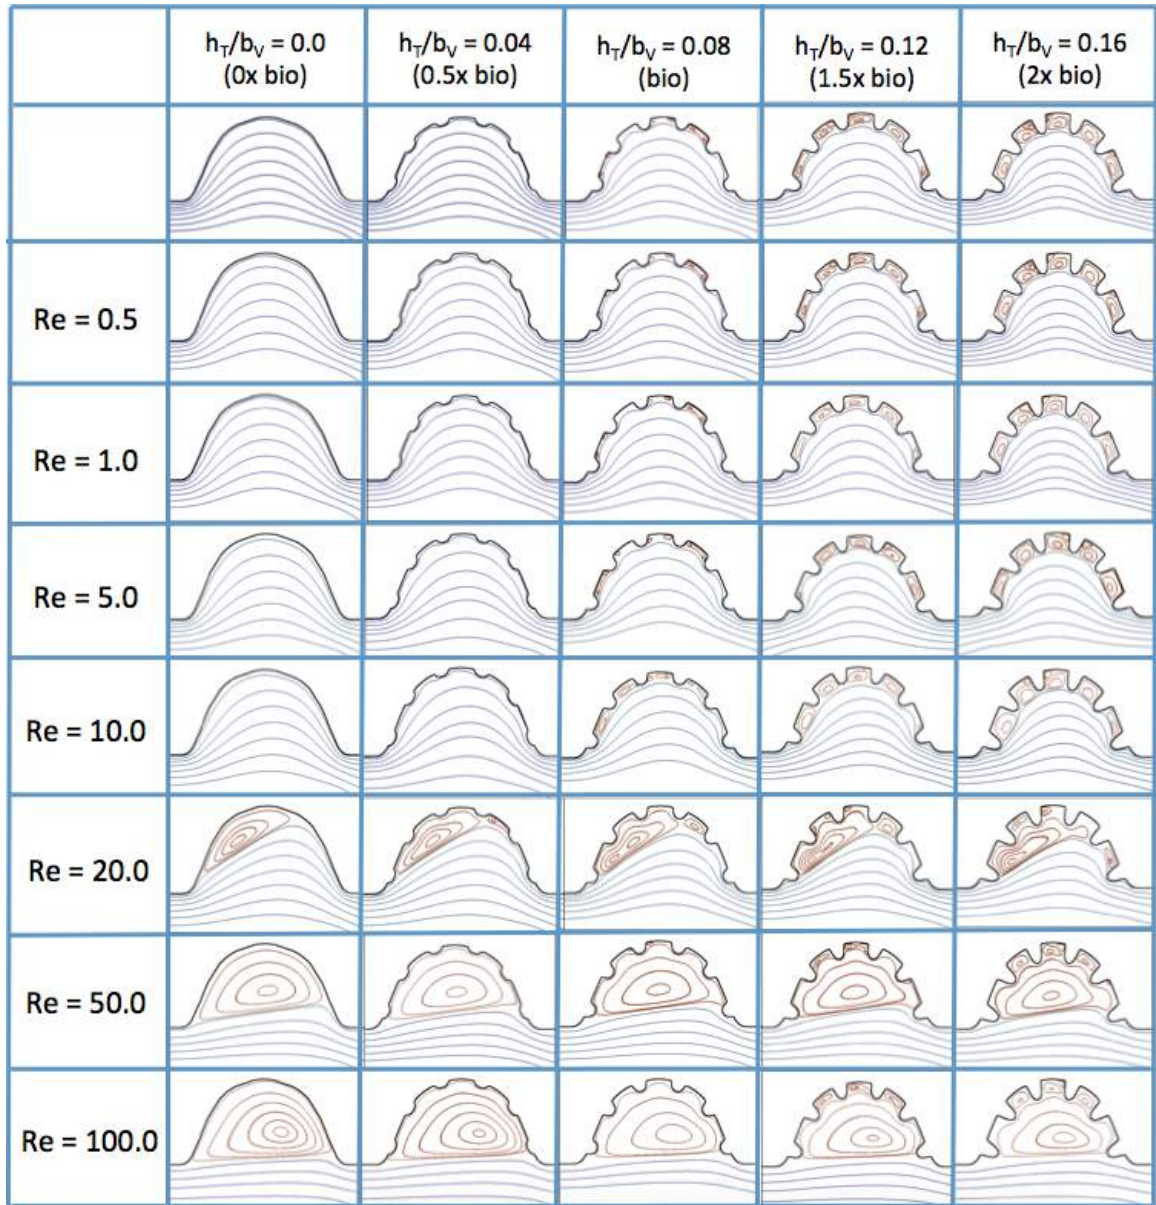 h_T/b_V = 0.0
(0x bio)
h_T/b_V = 0.04
(0.5x bio)
h_T/b_V = 0.08
(bio)
h_T/b_V = 0.12
(1.5x bio)
h_T/b_V = 0.16
(2x bio)
Re = 0.5
Re = 1.0
Re = 5.0
Re = 10.0
Re = 20.0
Re = 50.0
Re = 100.0